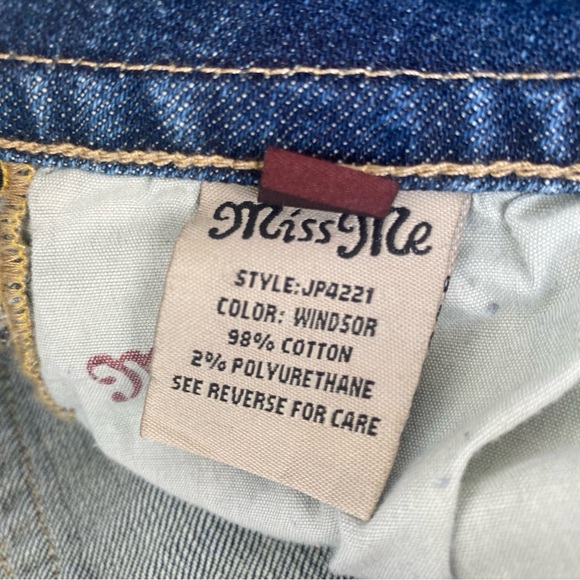 Miss Me
STYLE:JP4221
COLOR: WINDSOR
98% COTTON
2% POLYURETHANE
SEE REVERSE FOR CARE